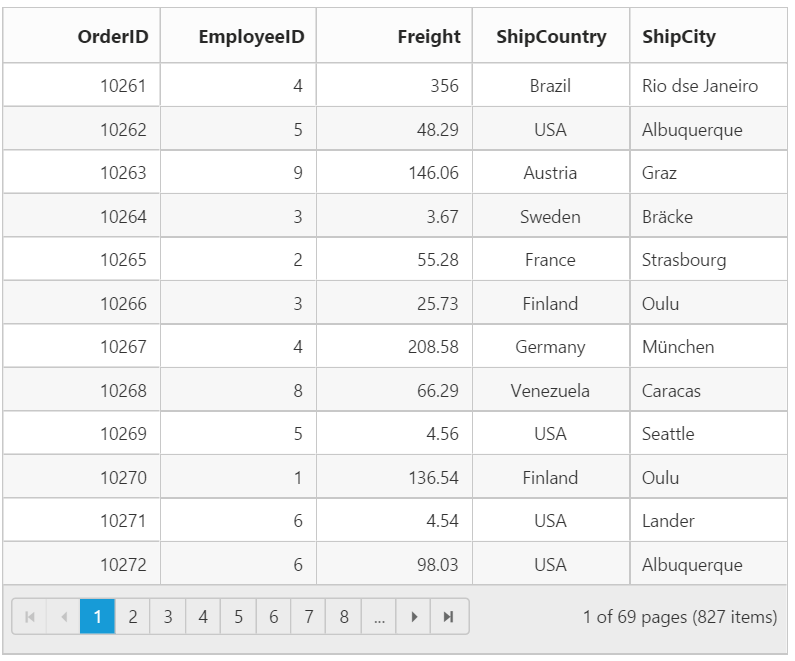 OrderID EmployeeID Freight ShipCountry ShipCity
10261 4 356 Brazil Rio dse Janeiro
10262 5 48.29 USA Albuquerque
10263 9 146.06 Austria Graz
10264 3 3.67 Sweden Bräcke
10265 2 55.28 France Strasbourg
10266 3 25.73 Finland Oulu
10267 4 208.58 Germany München
10268 8 66.29 Venezuela Caracas
10269 5 4.56 USA Seattle
10270 1 136.54 Finland Oulu
10271 6 4.54 USA Lander
10272 6 98.03 USA Albuquerque
1 2 3 4 5 6 7 8 ... 1 of 69 pages (827 items)